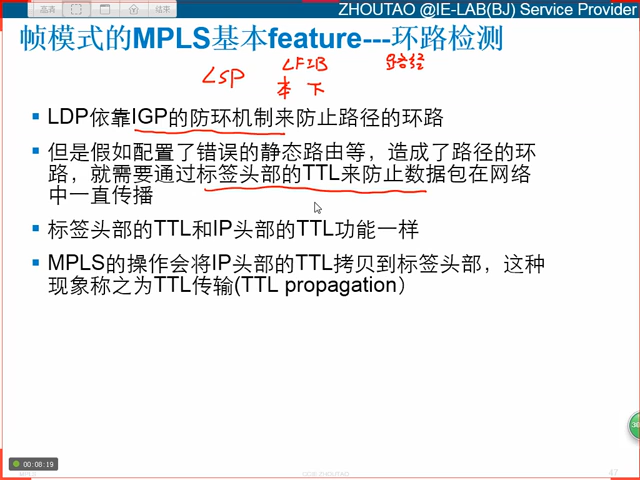 高清 结束
ZHOUTAO @IE-LAB(BJ) Service Provider
帧模式的MPLS基本feature---环路检测
LSP LFIB 路径
本 下
LDP依靠IGP的防环机制来防止路径的环路
但是假如配置了错误的静态路由等，造成了路径的环
路，就需要通过标签头部的TTL来防止数据包在网络
中一直传播
标签头部的TTL和IP头部的TTL功能一样
MPLS的操作会将IP头部的TTL拷贝到标签头部，这种
现象称之为TTL传输(TTL propagation）
00:08:19
CCIE ZHOUTAO
47